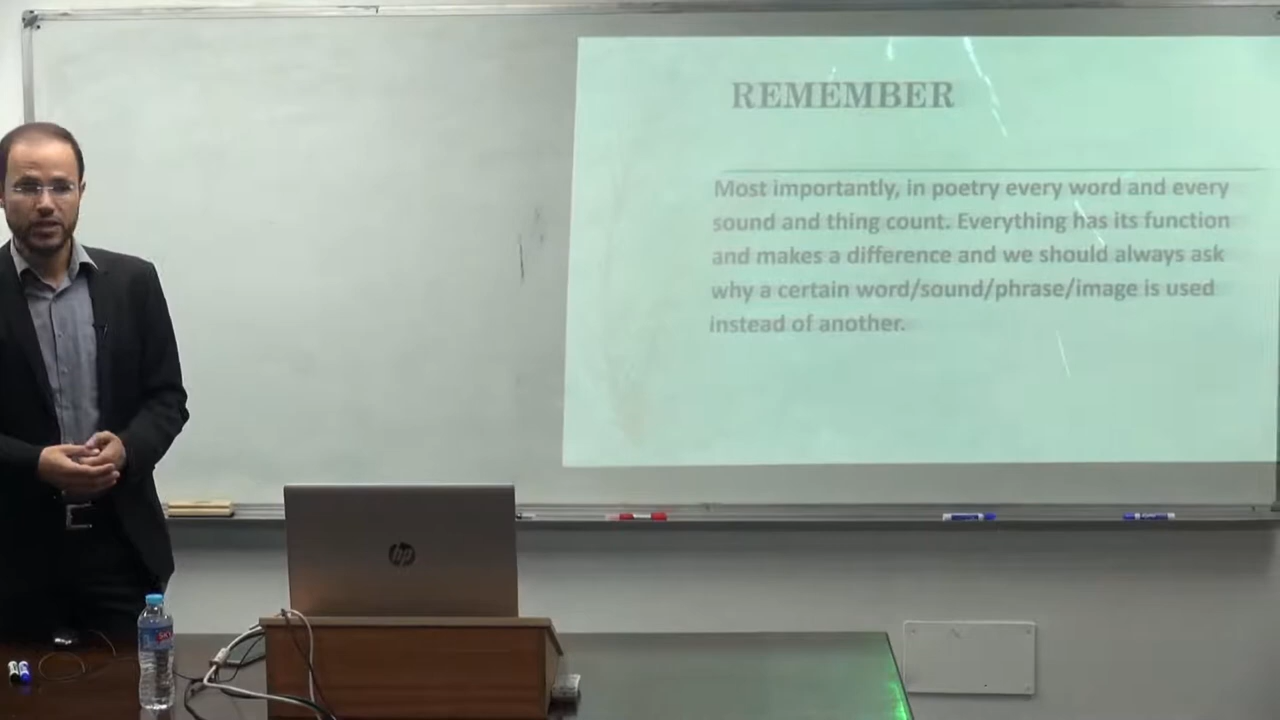 REMEMBER
Most importantly, in poetry every word and every
sound and thing count. Everything has its function
and makes a difference and we should always ask
why a certain word/sound/phrase/image is used
instead of another.
hp